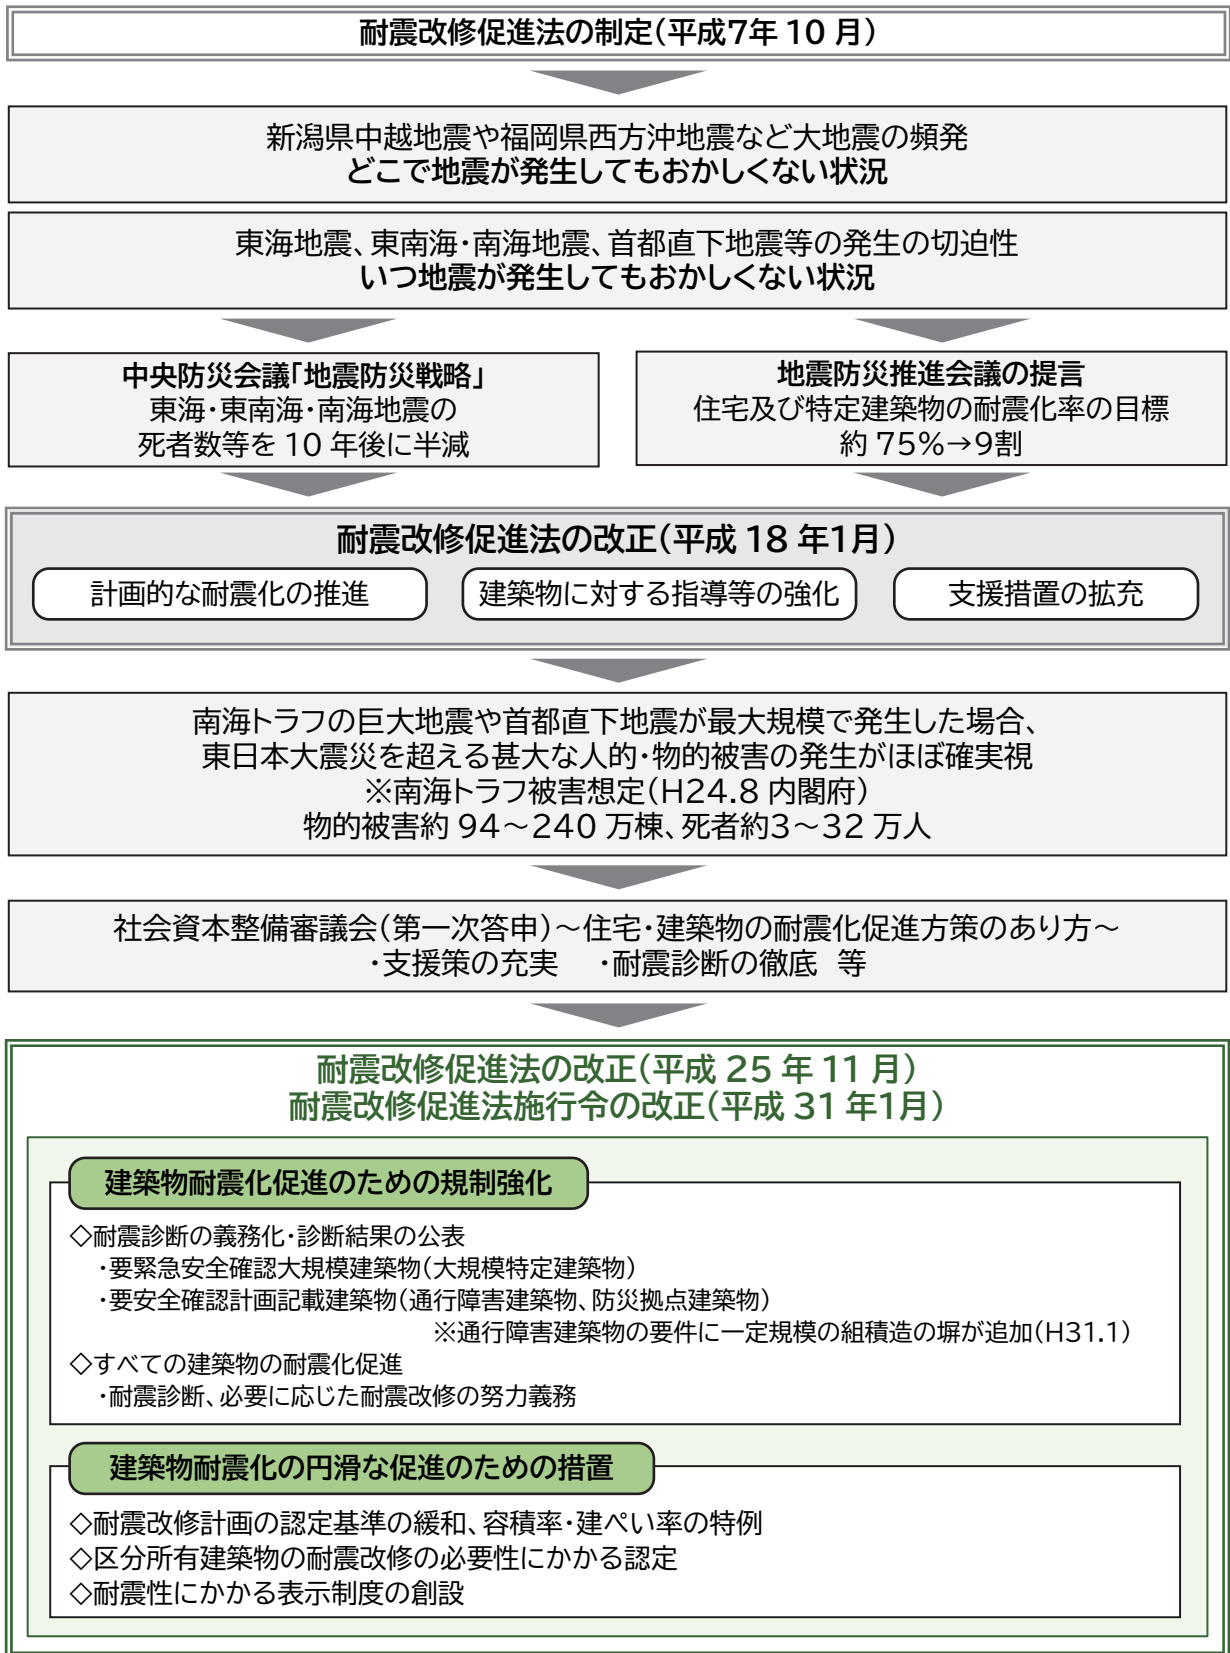 耐震改修促進法の制定（平成７年 10 月）
新潟県中越地震や福岡県西方沖地震など大地震の頻発
どこで地震が発生してもおかしくない状況
東海地震、東南海・南海地震、首都直下地震等の発生の切迫性
いつ地震が発生してもおかしくない状況
中央防災会議「地震防災戦略」
東海・東南海・南海地震の
死者数等を 10 年後に半減
地震防災推進会議の提言
住宅及び特定建築物の耐震化率の目標
約 75％→９割
耐震改修促進法の改正（平成 18 年１月）
計画的な耐震化の推進
建築物に対する指導等の強化
支援措置の拡充
南海トラフの巨大地震や首都直下地震が最大規模で発生した場合、
東日本大震災を超える甚大な人的・物的被害の発生がほぼ確実視
※南海トラフ被害想定（H24.8 内閣府）
物的被害約 94～240 万棟、死者約３～32 万人
社会資本整備審議会（第一次答申）～住宅・建築物の耐震化促進方策のあり方～
・支援策の充実　・耐震診断の徹底　等
耐震改修促進法の改正（平成 25 年 11 月）
耐震改修促進法施行令の改正（平成 31 年１月）
建築物耐震化促進のための規制強化
◇耐震診断の義務化・診断結果の公表
・要緊急安全確認大規模建築物（大規模特定建築物）
・要安全確認計画記載建築物（通行障害建築物、防災拠点建築物）
※通行障害建築物の要件に一定規模の組積造の塀が追加（H31.1）
◇すべての建築物の耐震化促進
・耐震診断、必要に応じた耐震改修の努力義務
建築物耐震化の円滑な促進のための措置
◇耐震改修計画の認定基準の緩和、容積率・建ぺい率の特例
◇区分所有建築物の耐震改修の必要性にかかる認定
◇耐震性にかかる表示制度の創設